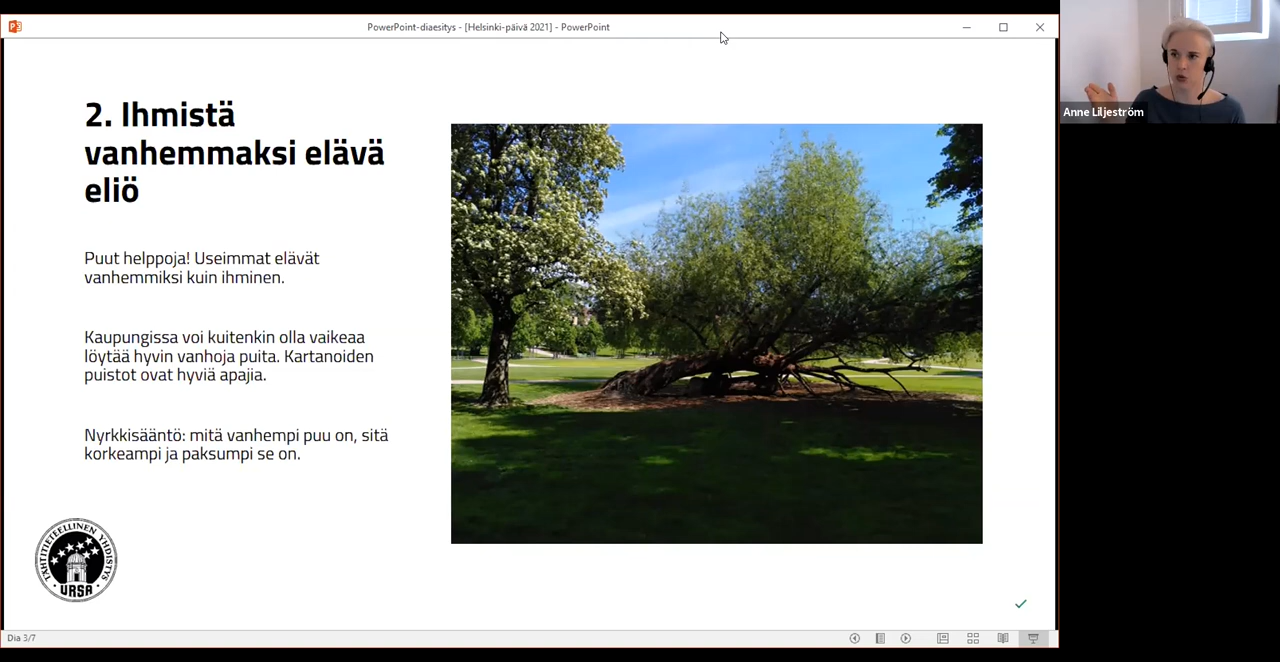 PowerPoint-diaesitys - [Helsinki-päivä 2021] - PowerPoint
Anne Liljeström
2. Ihmistä
vanhemmaksi elävä
eliö
Puut helppoja! Useimmat elävät
vanhemmiksi kuin ihminen.
Kaupungissa voi kuitenkin olla vaikeaa
löytää hyvin vanhoja puita. Kartanoiden
puistot ovat hyviä apajia.
Nyrkkisääntö: mitä vanhempi puu on, sitä
korkeampi ja paksumpi se on.
TÄHTITIETEELLINEN YHDISTYS
URSA
Dia 3/7